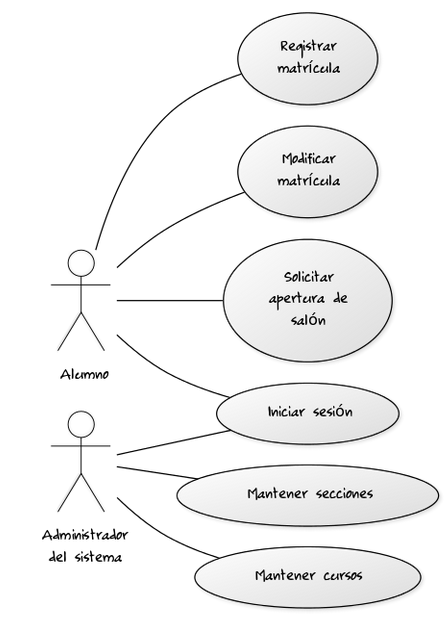 Registrar
matrícula
Modificar
matrícula
Solicitar
apertura de
salón
Alumno
Iniciar sesión
Mantener secciones
Administrador
del sistema
Mantener cursos